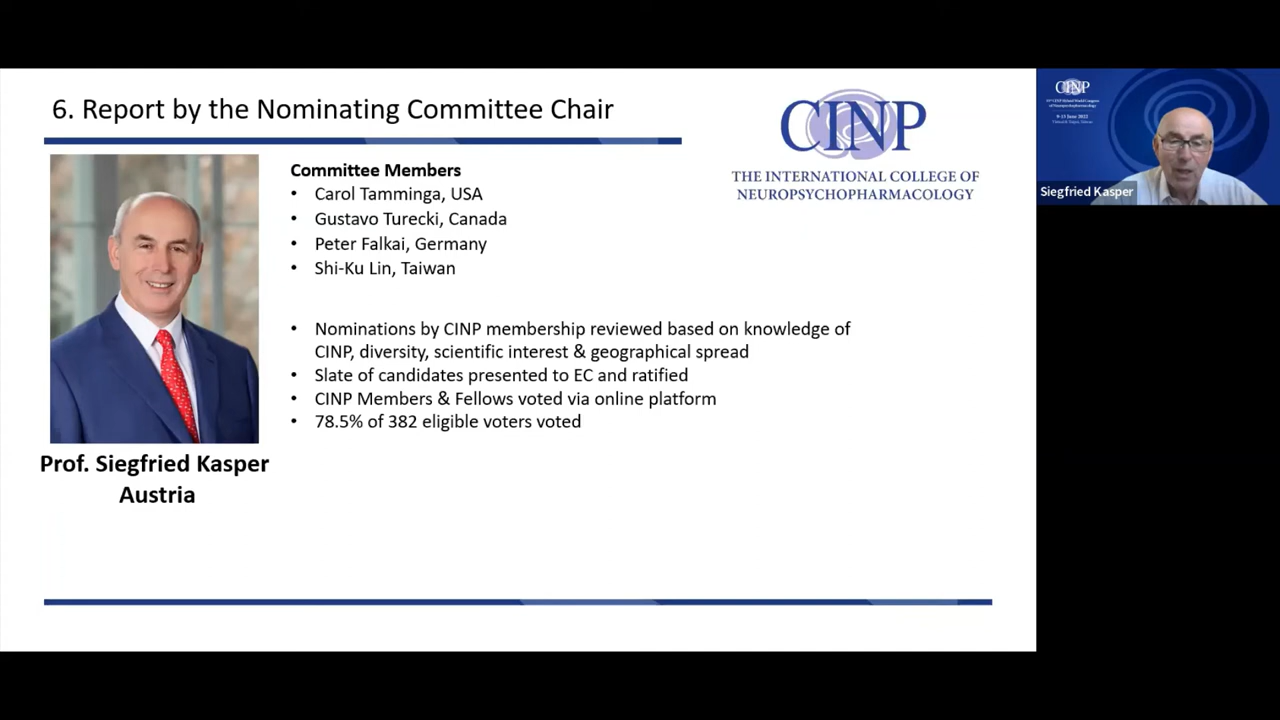 6. Report by the Nominating Committee Chair
CINP
THE INTERNATIONAL COLLEGE OF
NEUROPSYCHOPHARMACOLOGY
Committee Members
• Carol Tamminga, USA
• Gustavo Turecki, Canada
• Peter Falkai, Germany
• Shi-Ku Lin, Taiwan
• Nominations by CINP membership reviewed based on knowledge of
CINP, diversity, scientific interest & geographical spread
• Slate of candidates presented to EC and ratified
• CINP Members & Fellows voted via online platform
• 78.5% of 382 eligible voters voted
Prof. Siegfried Kasper
Austria
CINP
of Neuropsychopharmacology
Siegfried Kasper